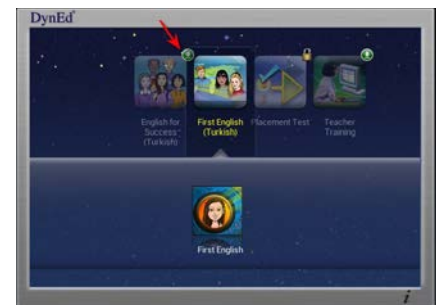 DynEd
English for
Success
(Turkish)
First English
(Turkish)
Placement Test
Teacher
Training
First English
i